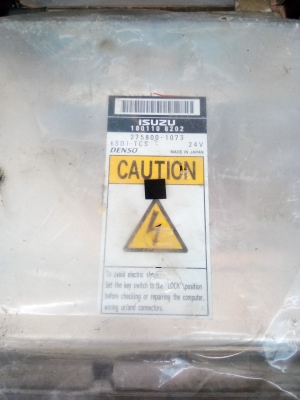 ISUZU
180110 8202
275800-1073
6SD1-TCS 24V
DENSO MADE IN JAPAN
CAUTION
To avoid electric
Set the key switch to the "LOCK" position
before checking or repairing the computer,
wiring or/and connectors.